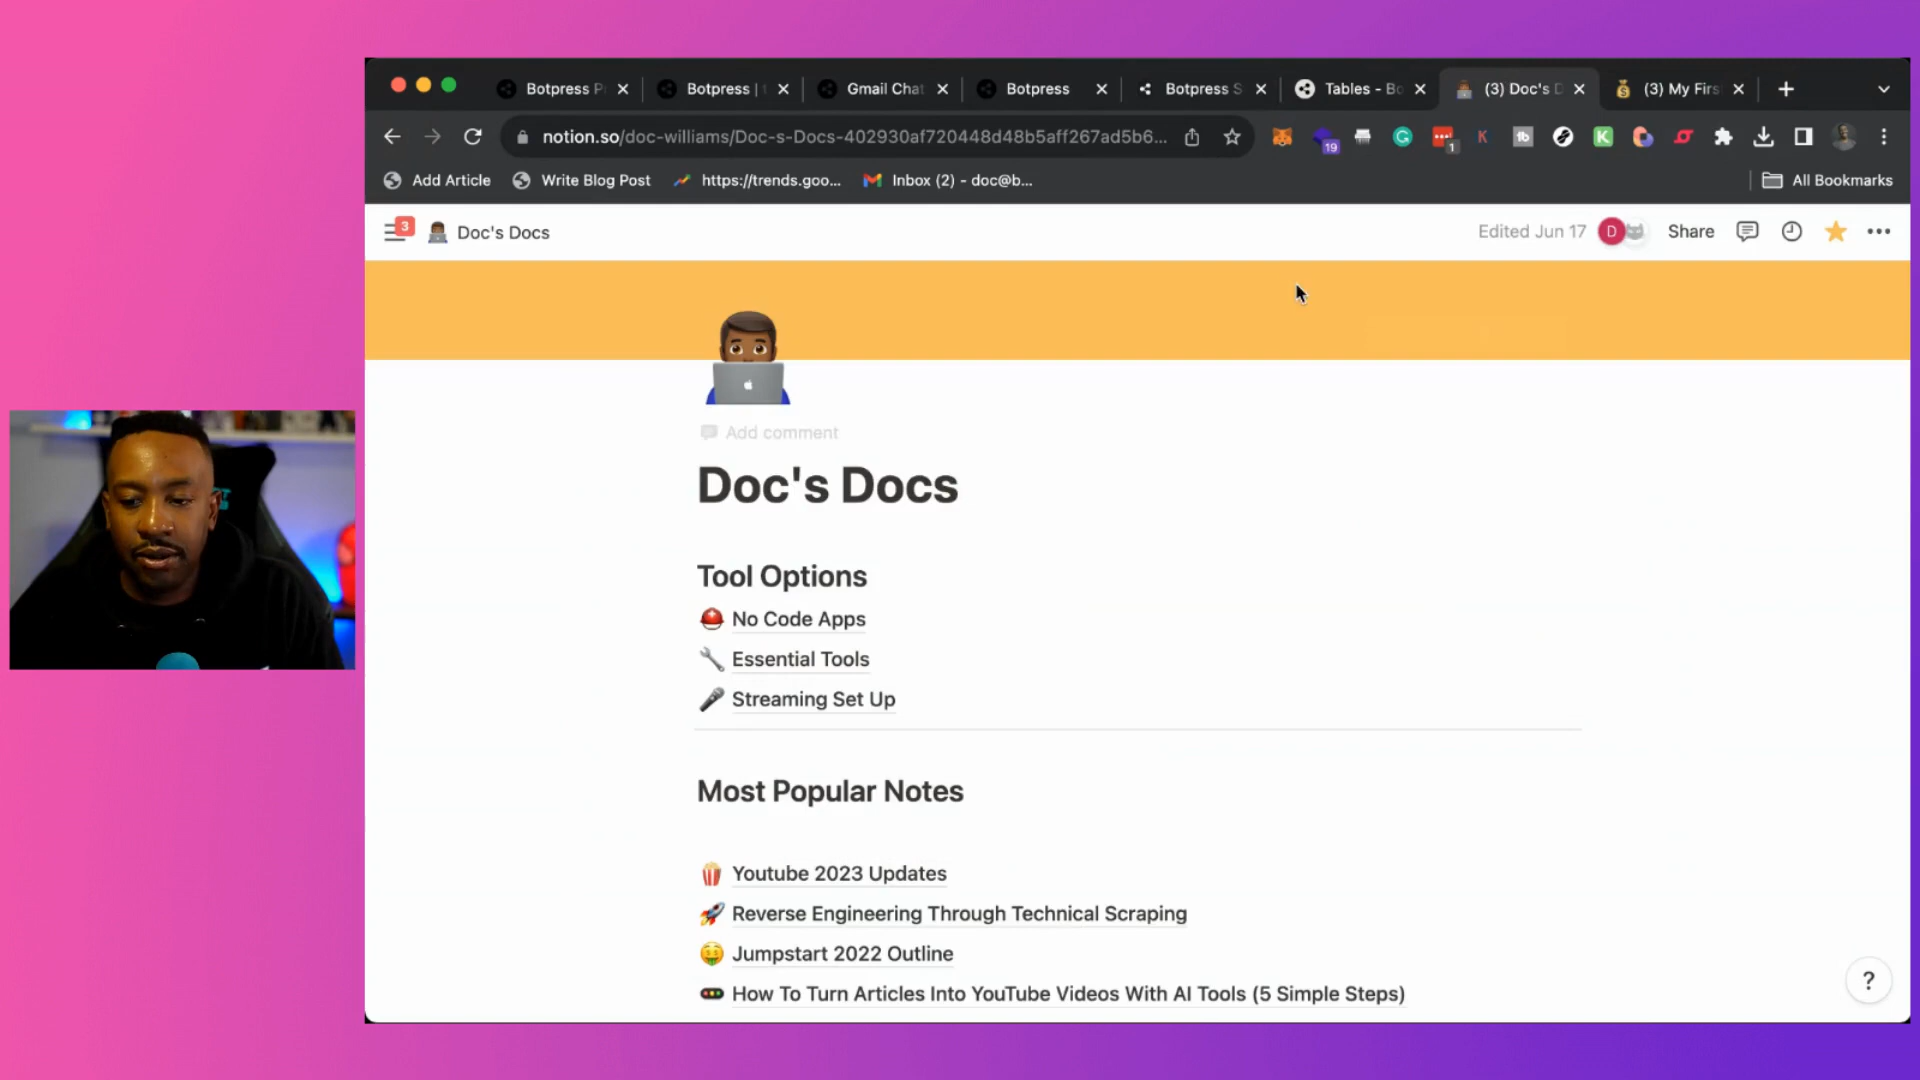 Botpress P
Botpress |
Gmail Chat
Botpress
Botpress S
Tables - Bo
(3) Doc's D
(3) My Firs
notion.so/doc-williams/Doc-s-Docs-402930af720448d48b5aff267ad5b6...
19
1
Add Article
Write Blog Post
https://trends.goo...
Inbox (2) - doc@b...
All Bookmarks
3
Doc's Docs
Edited Jun 17
D
Share
Add comment
Doc's Docs
Tool Options
No Code Apps
Essential Tools
Streaming Set Up
Most Popular Notes
Youtube 2023 Updates
Reverse Engineering Through Technical Scraping
Jumpstart 2022 Outline
How To Turn Articles Into YouTube Videos With AI Tools (5 Simple Steps)
?